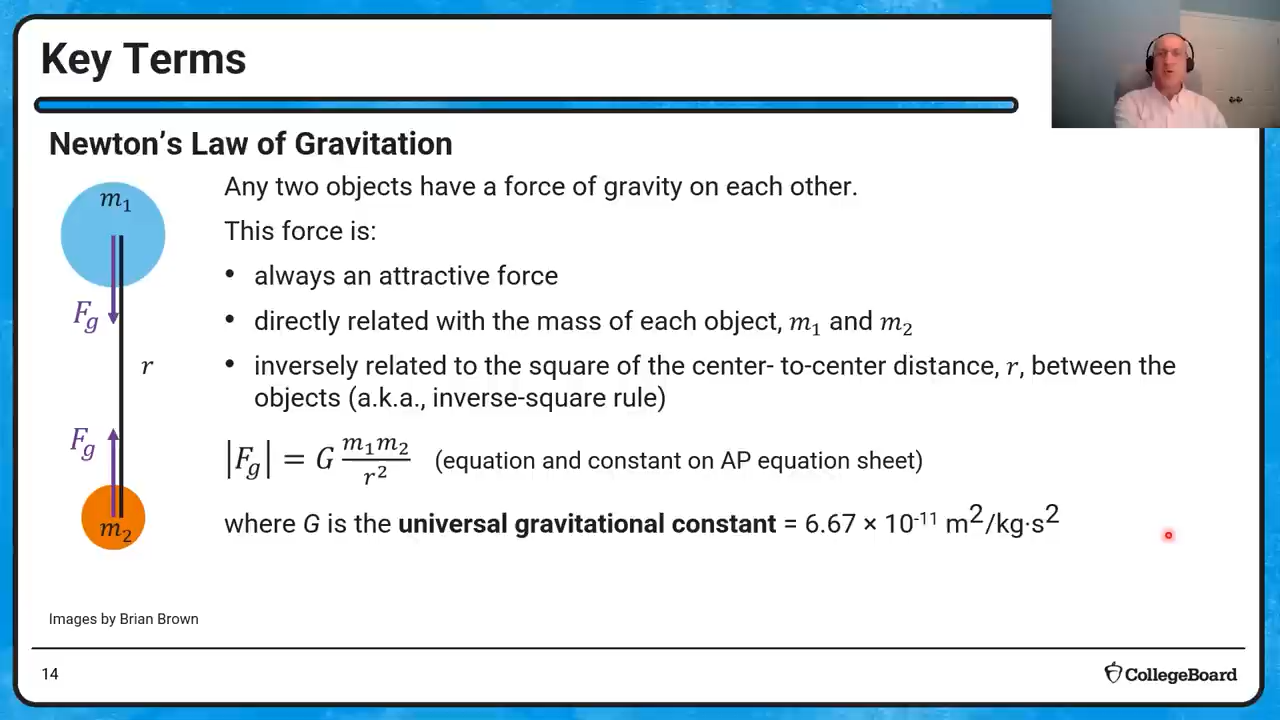 Key Terms
Newton’s Law of Gravitation
m₁
Any two objects have a force of gravity on each other.
This force is:
• always an attractive force
F_g
• directly related with the mass of each object, m₁ and m₂
r
• inversely related to the square of the center- to-center distance, r, between the
objects (a.k.a., inverse-square rule)
F_g
|F_g| = G m₁m₂/r² (equation and constant on AP equation sheet)
m₂
where G is the universal gravitational constant = 6.67 × 10⁻¹¹ m²/kg·s²
Images by Brian Brown
14
CollegeBoard